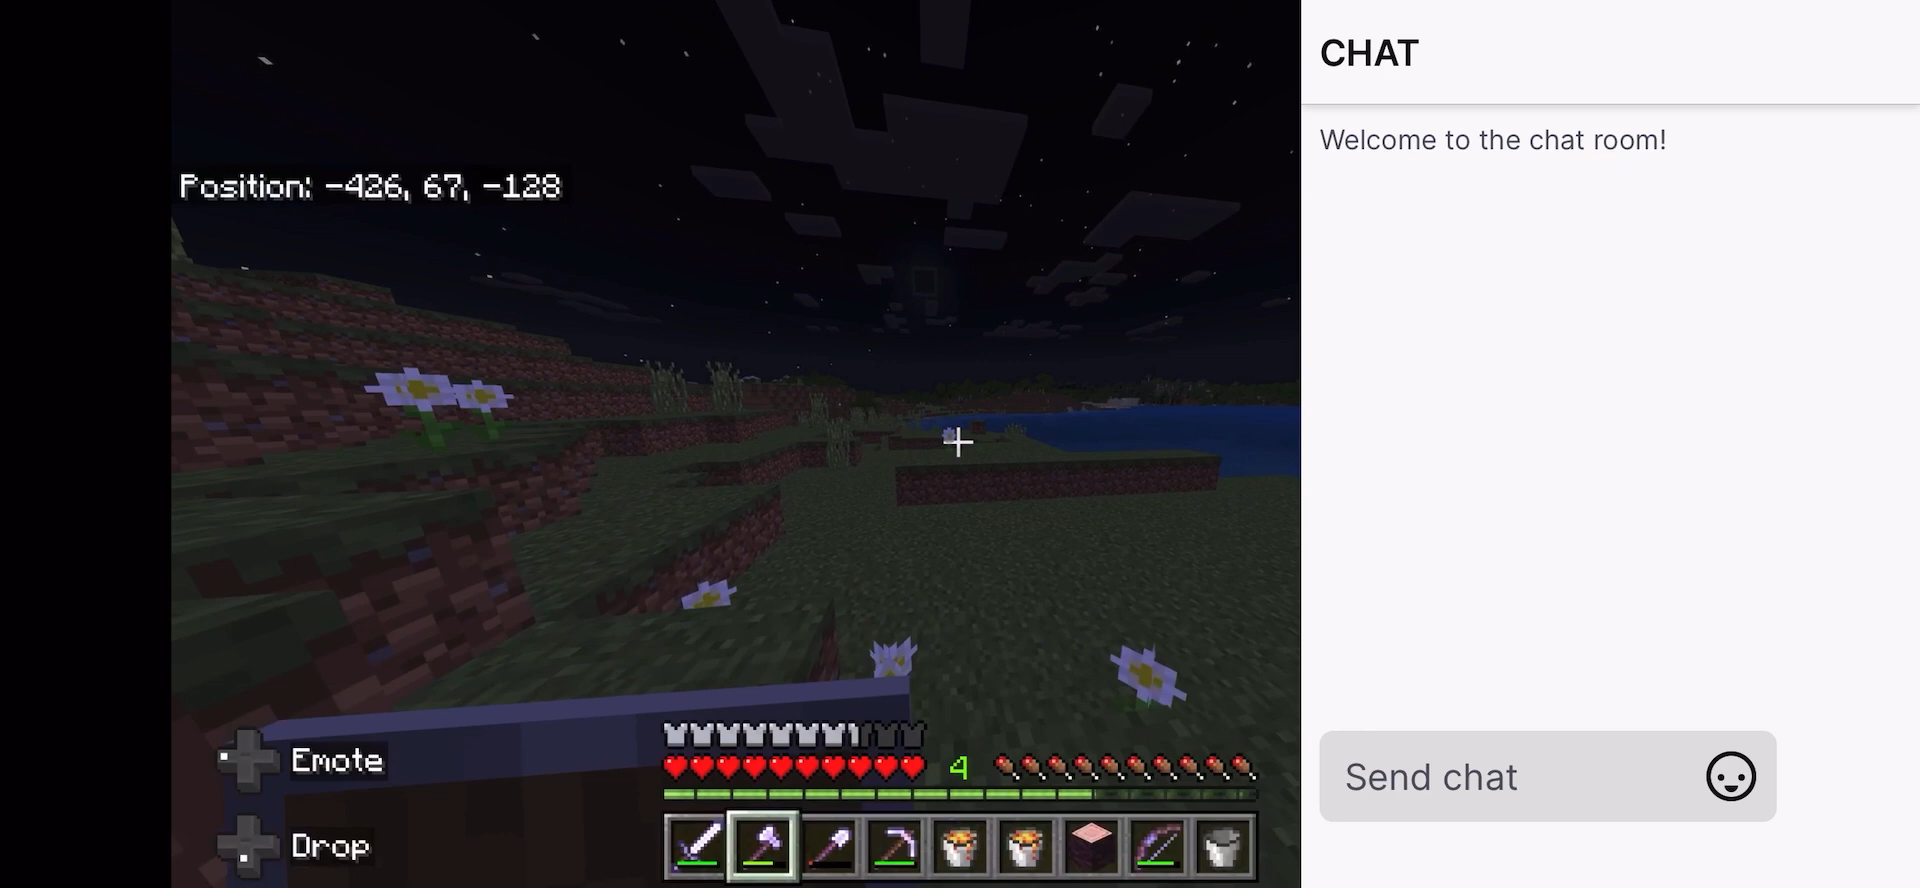 CHAT
Welcome to the chat room!
Position: -426, 67, -128
Emote
4
Drop
Send chat